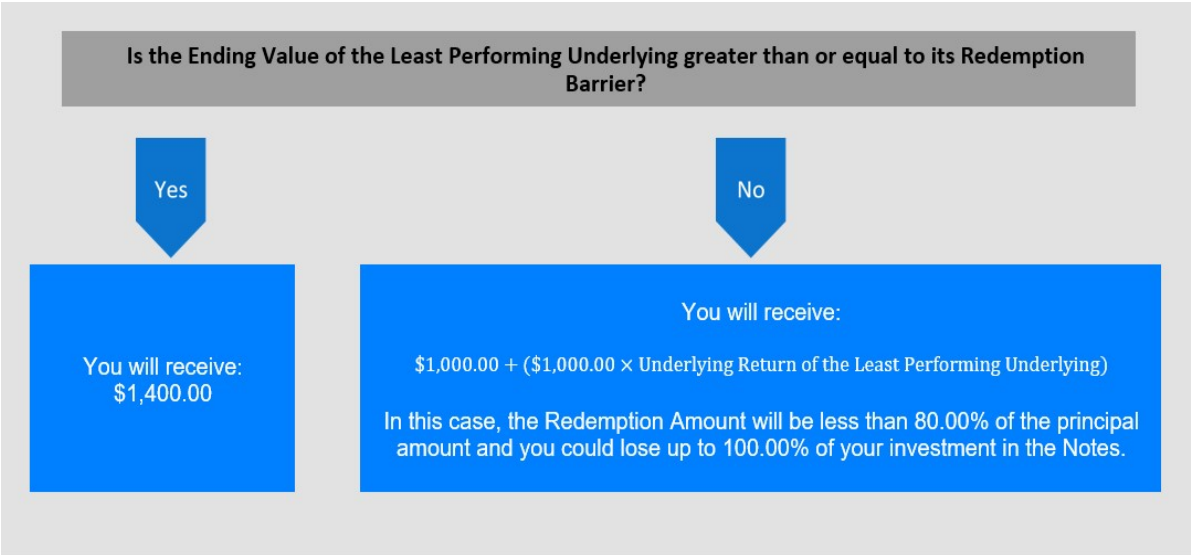 Is the Ending Value of the Least Performing Underlying greater than or equal to its Redemption
Barrier?
Yes
No
You will receive:
$1,400.00
You will receive:
$1,000.00 + ($1,000.00 × Underlying Return of the Least Performing Underlying)
In this case, the Redemption Amount will be less than 80.00% of the principal
amount and you could lose up to 100.00% of your investment in the Notes.